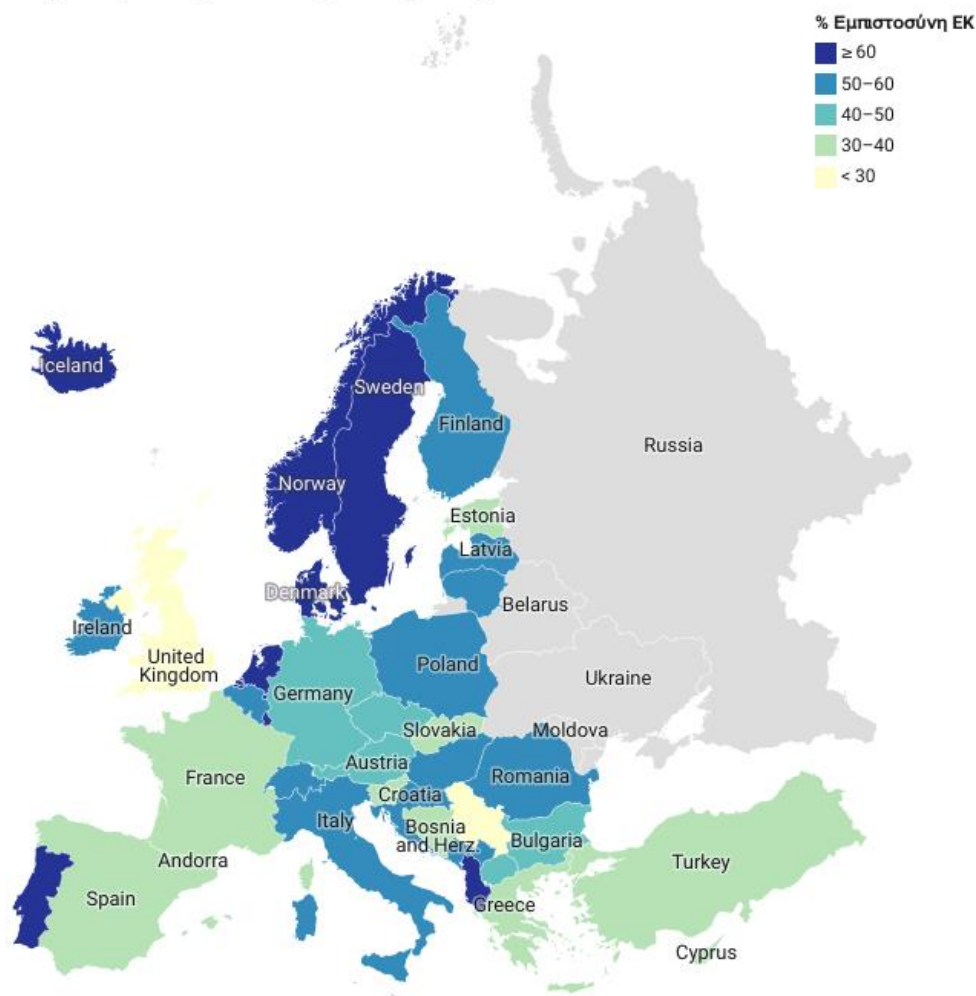 % Εμπιστοσύνη ΕΚ
≥ 60
50–60
40–50
30–40
< 30
Iceland
Sweden
Finland
Russia
Norway
Estonia
Latvia
Denmark
Belarus
Ireland
United
Kingdom
Poland
Ukraine
Germany
Slovakia
Moldova
Austria
France
Romania
Croatia
Italy
Bosnia
and Herz.
Bulgaria
Andorra
Turkey
Spain
Greece
Cyprus